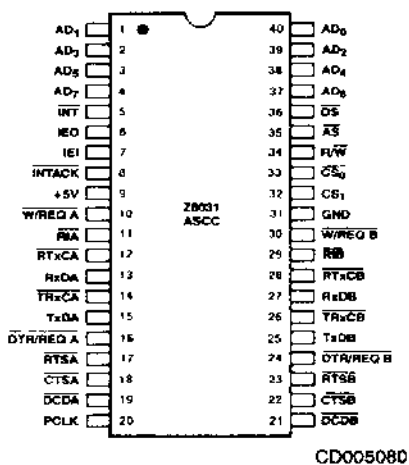 AD₁ 1 40 AD₀
AD₃ 2 39 AD₂
AD₅ 3 38 AD₄
AD₇ 4 37 AD₆
INT 5 36 DS
IEO 6 35 AS
IEI 7 34 R/W
INTACK 8 33 CS₀
+5V 9 32 CS₁
W/REQ A 10 31 GND
RIA 11 30 W/REQ B
RTxCA 12 29 RIB
RxDA 13 28 RTxCB
TRxCA 14 27 RxDB
TxDA 15 26 TRxCB
DTR/REQ A 16 25 TxDB
RTSA 17 24 DTR/REQ B
CTSA 18 23 RTSB
DCDA 19 22 CTSB
PCLK 20 21 DCDB
Z8031
ASCC
CD005080